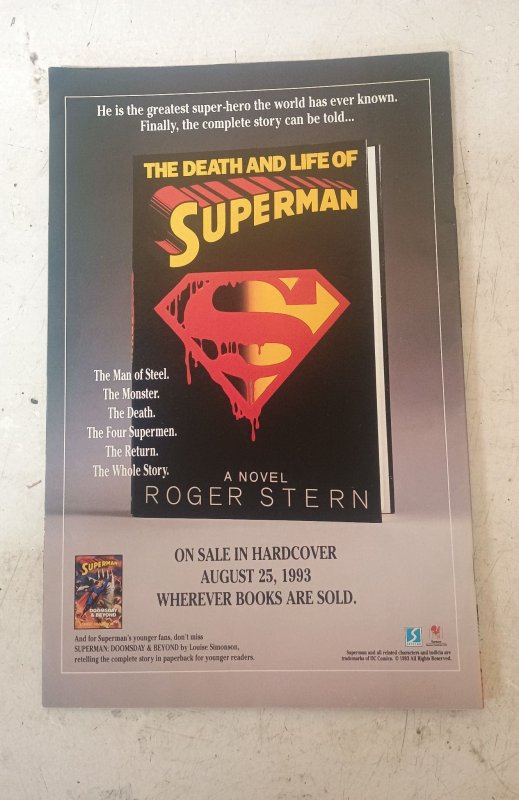 He is the greatest super-hero the world has ever known.
Finally, the complete story can be told...
THE DEATH AND LIFE OF
SUPERMAN
S
The Man of Steel.
The Monster.
The Death.
The Four Supermen.
The Return.
The Whole Story.
A NOVEL
ROGER STERN
ON SALE IN HARDCOVER
AUGUST 25, 1993
WHEREVER BOOKS ARE SOLD.
SUPERMAN
DOOMSDAY
& BEYOND
And for Superman's younger fans, don't miss
SUPERMAN: DOOMSDAY & BEYOND by Louise Simonson,
retelling the complete story in paperback for younger readers.
Superman and all related characters and indicia are
trademarks of DC Comics. © 1993 All Rights Reserved.